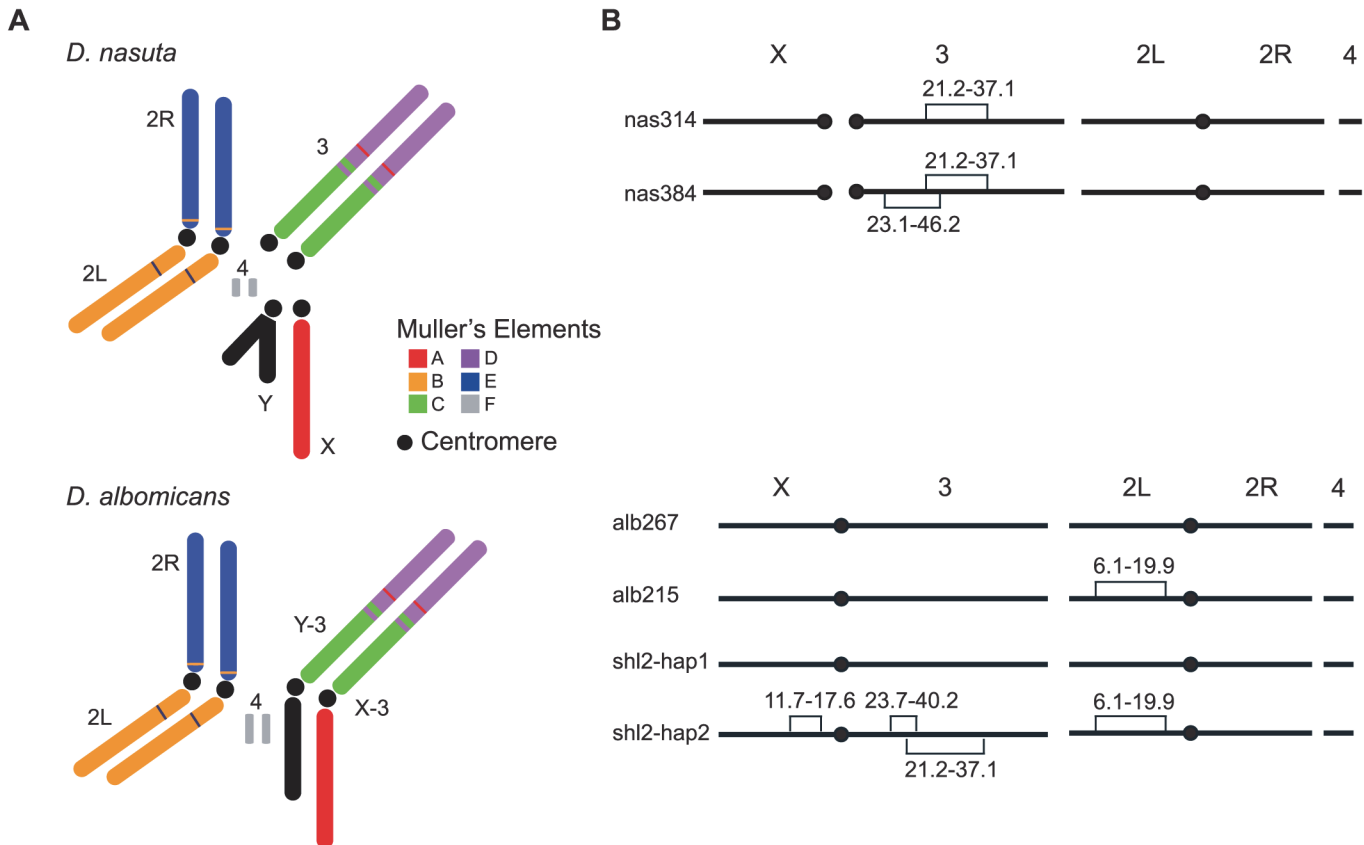 A
D. nasuta
2R
3
2L
4
Y
X
Muller's Elements
A D
B E
C F
Centromere
D. albomicans
2R
Y-3
2L
4
X-3
B
X 3 2L 2R 4
21.2-37.1
nas314
21.2-37.1
nas384
23.1-46.2
X 3 2L 2R 4
alb267
6.1-19.9
alb215
shl2-hap1
11.7-17.6 23.7-40.2 6.1-19.9
shl2-hap2
21.2-37.1